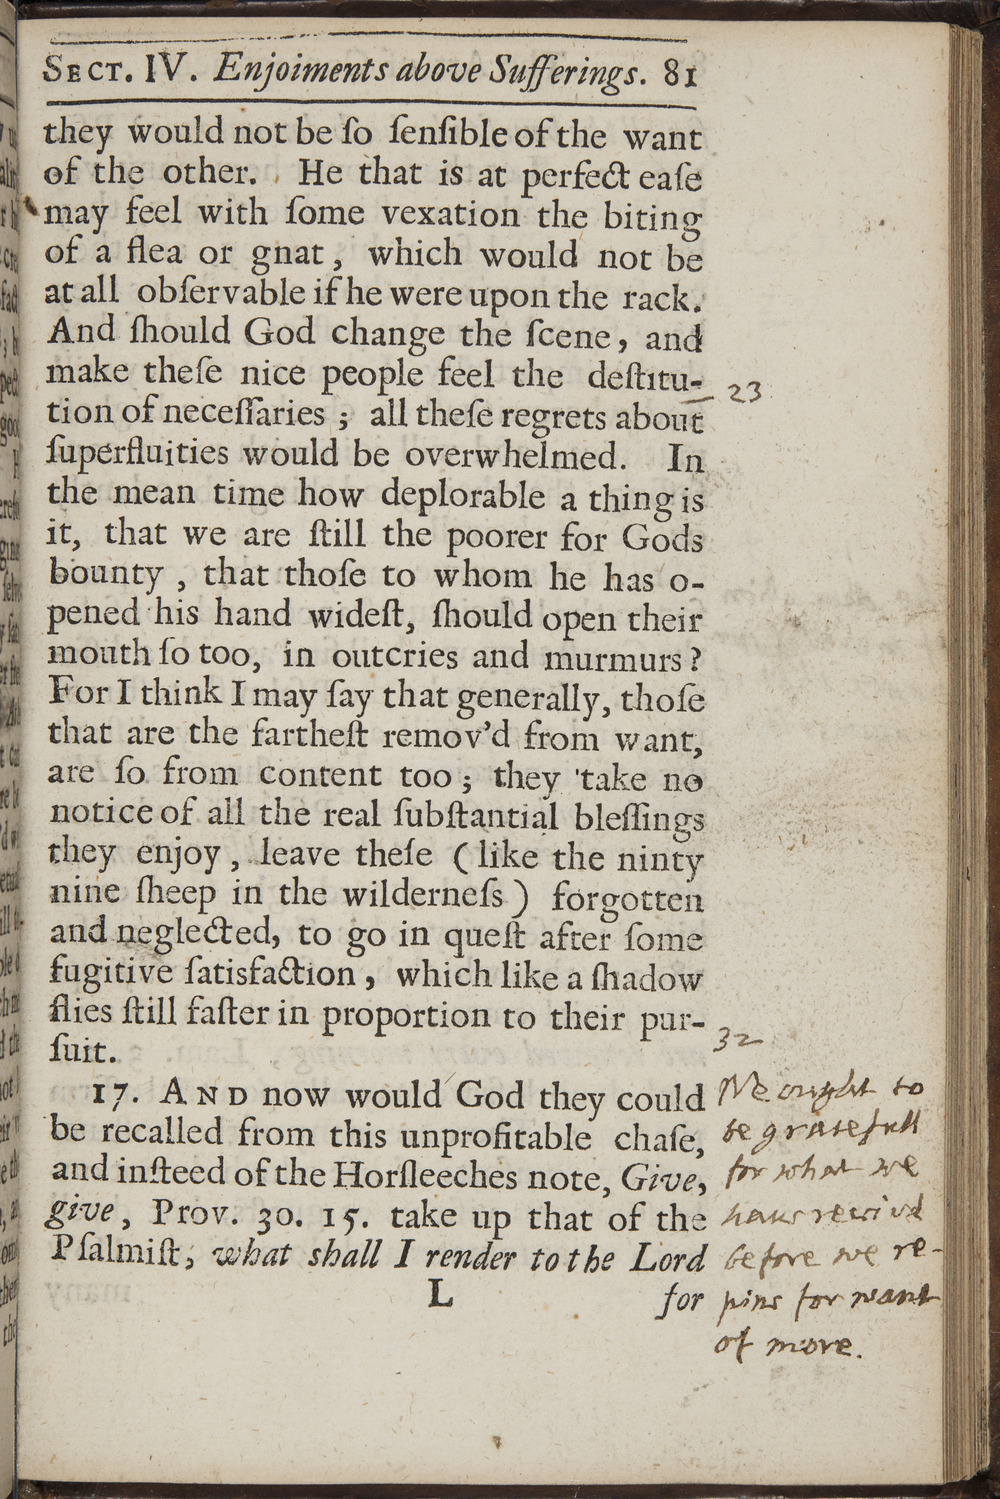 SECT. IV. Enjoiments above Sufferings. 81
they would not be ſo ſenſible of the want
of the other. He that is at perfect eaſe
may feel with ſome vexation the biting
of a flea or gnat, which would not be
at all obſervable if he were upon the rack.
And ſhould God change the ſcene, and
make theſe nice people feel the deſtitu-
23
tion of neceſſaries; all theſe regrets about
ſuperfluities would be overwhelmed. In
the mean time how deplorable a thing is
it, that we are ſtill the poorer for Gods
bounty, that thoſe to whom he has o-
pened his hand wideſt, ſhould open their
mouth ſo too, in outcries and murmurs?
For I think I may ſay that generally, thoſe
that are the fartheſt remov'd from want,
are ſo from content too; they 'take no
notice of all the real ſubſtantial bleſſings
they enjoy, leave theſe (like the ninty
nine ſheep in the wilderneſs) forgotten
and neglected, to go in queſt after ſome
fugitive ſatisfaction, which like a ſhadow
flies ſtill faſter in proportion to their pur-
ſuit.
32
17. AND now would God they could
be recalled from this unprofitable chaſe,
and inſteed of the Horſleeches note, Give,
give, Prov. 30. 15. take up that of the
Pſalmiſt, what shall I render to the Lord
L for
We ought to
be gratefull
for what we
haue reciud
before we re-
pine for want
of more.